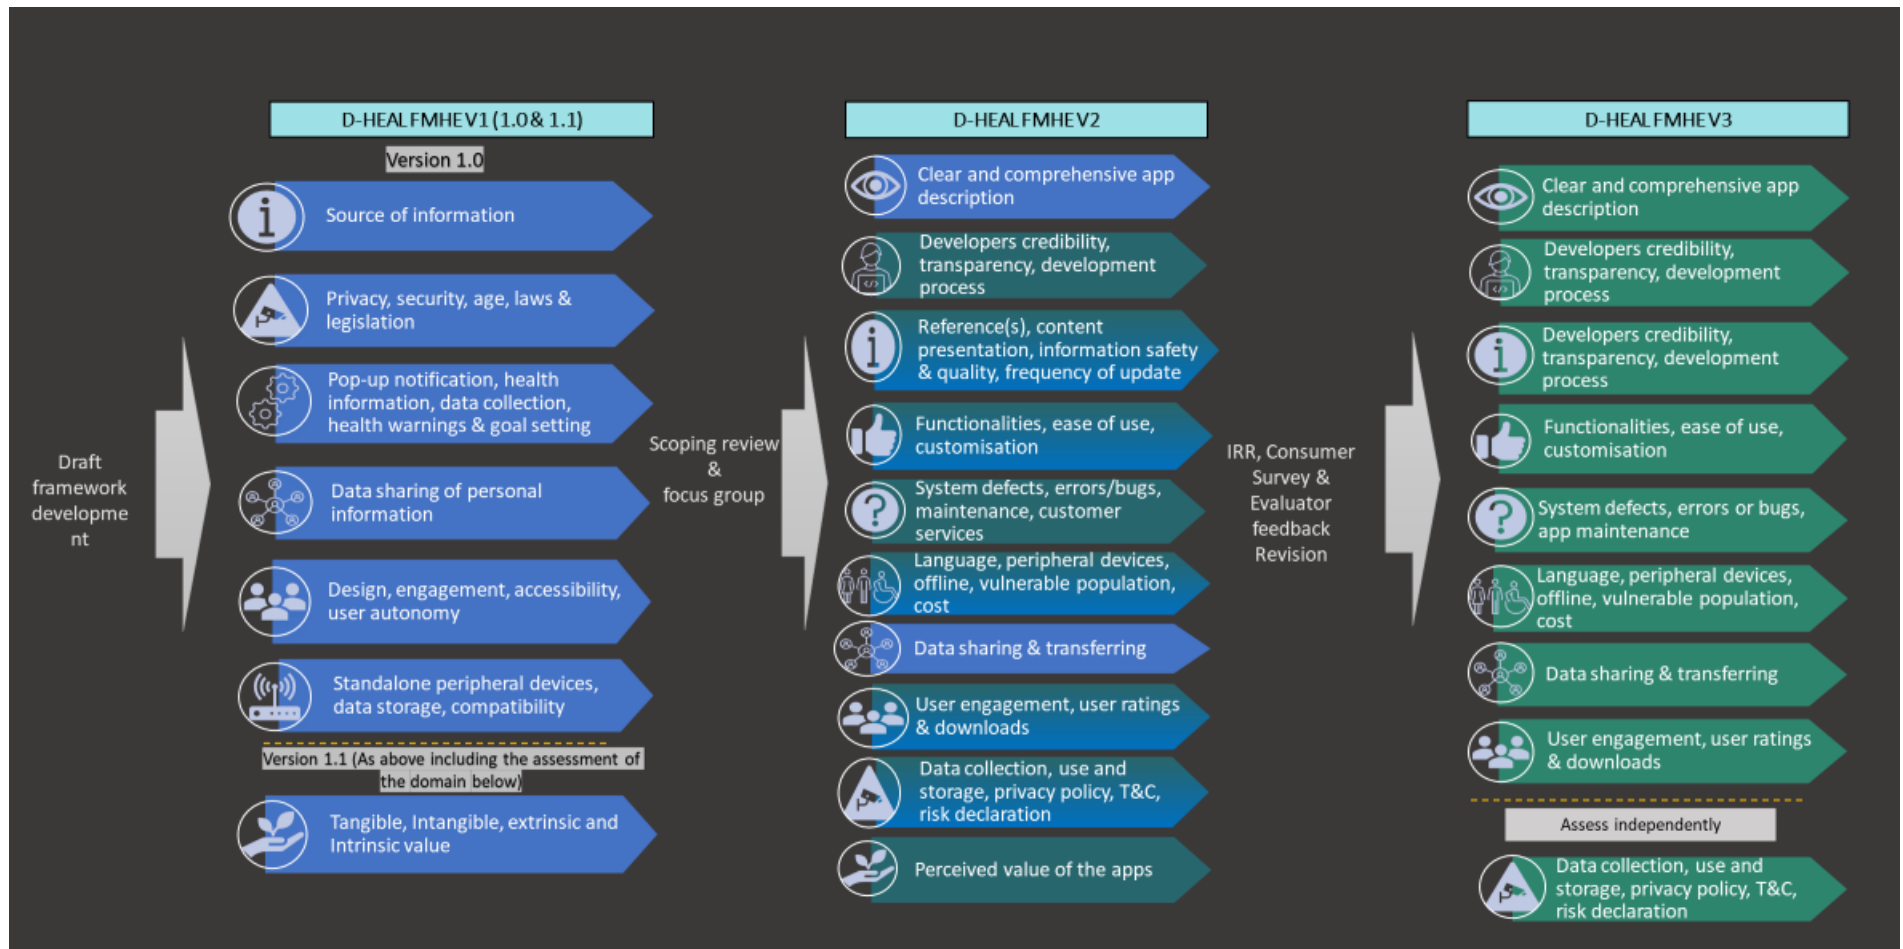 Draft
framework
developme
nt
D-HEALFMHEV1 (1.0 & 1.1)
Version 1.0
Source of information
Privacy, security, age, laws &
legislation
Pop-up notification, health
information, data collection,
health warnings & goal setting
Data sharing of personal
information
Design, engagement, accessibility,
user autonomy
Standalone peripheral devices,
data storage, compatibility
Version 1.1 (As above including the assessment of
the domain below)
Tangible, Intangible, extrinsic and
Intrinsic value
Scoping review
&
focus group
D-HEALFMHEV2
Clear and comprehensive app
description
Developers credibility,
transparency, development
process
Reference(s), content
presentation, information safety
& quality, frequency of update
Functionalities, ease of use,
customisation
System defects, errors/bugs,
maintenance, customer
services
Language, peripheral devices,
offline, vulnerable population,
cost
Data sharing & transferring
User engagement, user ratings
& downloads
Data collection, use and
storage, privacy policy, T&C,
risk declaration
Perceived value of the apps
IRR, Consumer
Survey &
Evaluator
feedback
Revision
D-HEALFMHEV3
Clear and comprehensive app
description
Developers credibility,
transparency, development
process
Developers credibility,
transparency, development
process
Functionalities, ease of use,
customisation
System defects, errors or bugs,
app maintenance
Language, peripheral devices,
offline, vulnerable population,
cost
Data sharing & transferring
User engagement, user ratings
& downloads
Assess independently
Data collection, use and
storage, privacy policy, T&C,
risk declaration